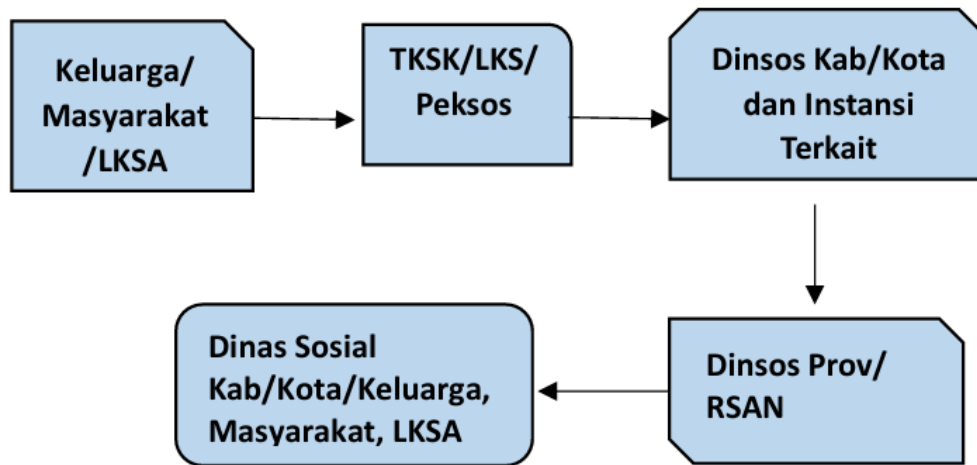 Keluarga/
Masyarakat
/LKSA
TKSK/LKS/
Peksos
Dinsos Kab/Kota
dan Instansi
Terkait
Dinsos Prov/
RSAN
Dinas Sosial
Kab/Kota/Keluarga,
Masyarakat, LKSA